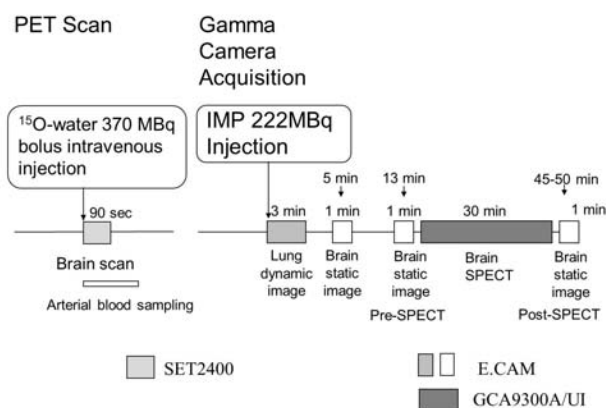 PET Scan
Gamma
Camera
Acquisition
¹⁵O-water 370 MBq
bolus intravenous
injection
IMP 222MBq
Injection
90 sec
Brain scan
Arterial blood sampling
5 min
13 min
45-50 min
3 min
1 min
1 min
30 min
1 min
Lung
dynamic
image
Brain
static
image
Brain
static
image
Pre-SPECT
Brain
SPECT
Brain
static
image
Post-SPECT
SET2400
E.CAM
GCA9300A/UI